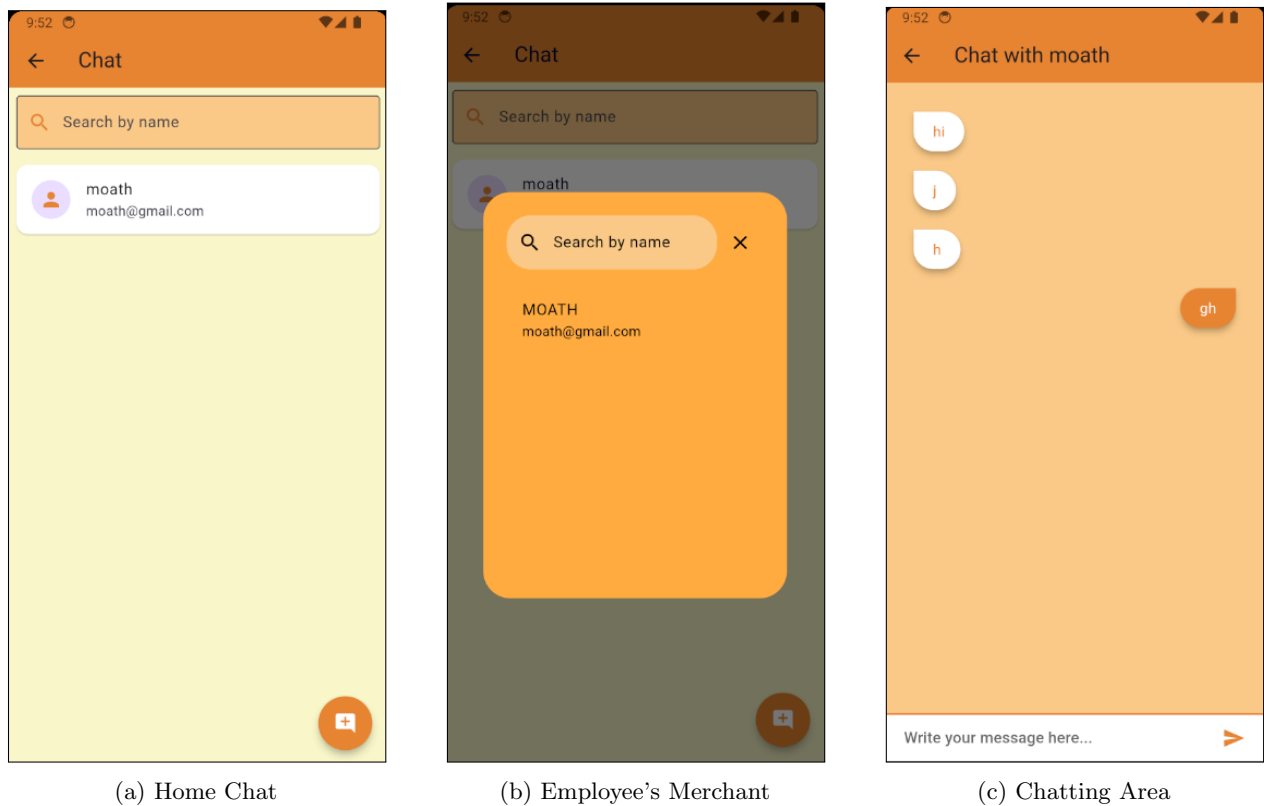 9:52
Chat
Search by name
moath
moath@gmail.com
(a) Home Chat
9:52
Chat
Search by name
moath
Search by name
MOATH
moath@gmail.com
(b) Employee's Merchant
9:52
Chat with moath
hi
j
h
gh
Write your message here...
(c) Chatting Area